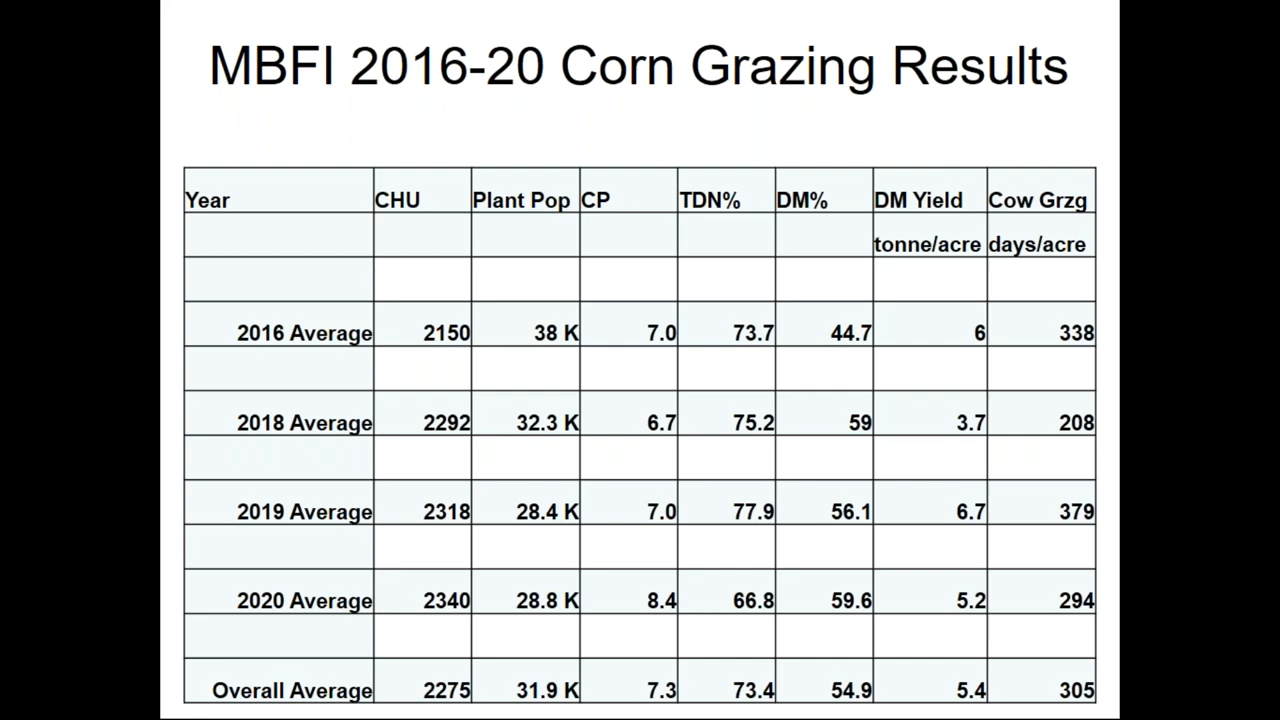 MBFI 2016-20 Corn Grazing Results
Year CHU Plant Pop CP TDN% DM% DM Yield Cow Grzg
tonne/acre days/acre
2016 Average 2150 38 K 7.0 73.7 44.7 6 338
2018 Average 2292 32.3 K 6.7 75.2 59 3.7 208
2019 Average 2318 28.4 K 7.0 77.9 56.1 6.7 379
2020 Average 2340 28.8 K 8.4 66.8 59.6 5.2 294
Overall Average 2275 31.9 K 7.3 73.4 54.9 5.4 305